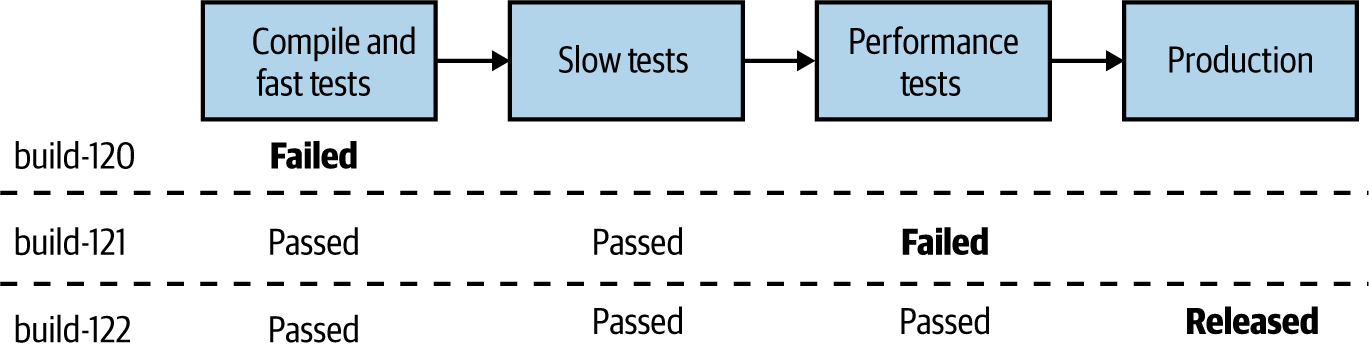 Compile and
fast tests
Slow tests
Performance
tests
Production
build-120 Failed
build-121 Passed Passed Failed
build-122 Passed Passed Passed Released